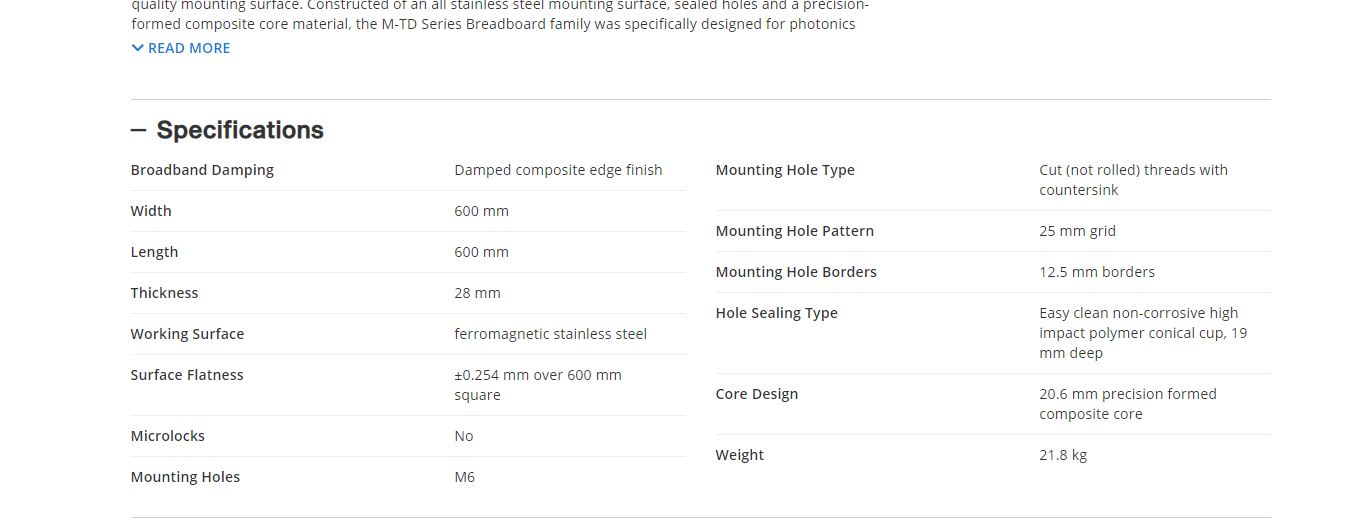 quality mounting surface. Constructed of an all stainless steel mounting surface, sealed holes and a precision-
formed composite core material, the M-TD Series Breadboard family was specifically designed for photonics
READ MORE
Specifications
Broadband Damping Damped composite edge finish
Width 600 mm
Length 600 mm
Thickness 28 mm
Working Surface ferromagnetic stainless steel
Surface Flatness ±0.254 mm over 600 mm
square
Microlocks No
Mounting Holes M6
Mounting Hole Type Cut (not rolled) threads with
countersink
Mounting Hole Pattern 25 mm grid
Mounting Hole Borders 12.5 mm borders
Hole Sealing Type Easy clean non-corrosive high
impact polymer conical cup, 19
mm deep
Core Design 20.6 mm precision formed
composite core
Weight 21.8 kg